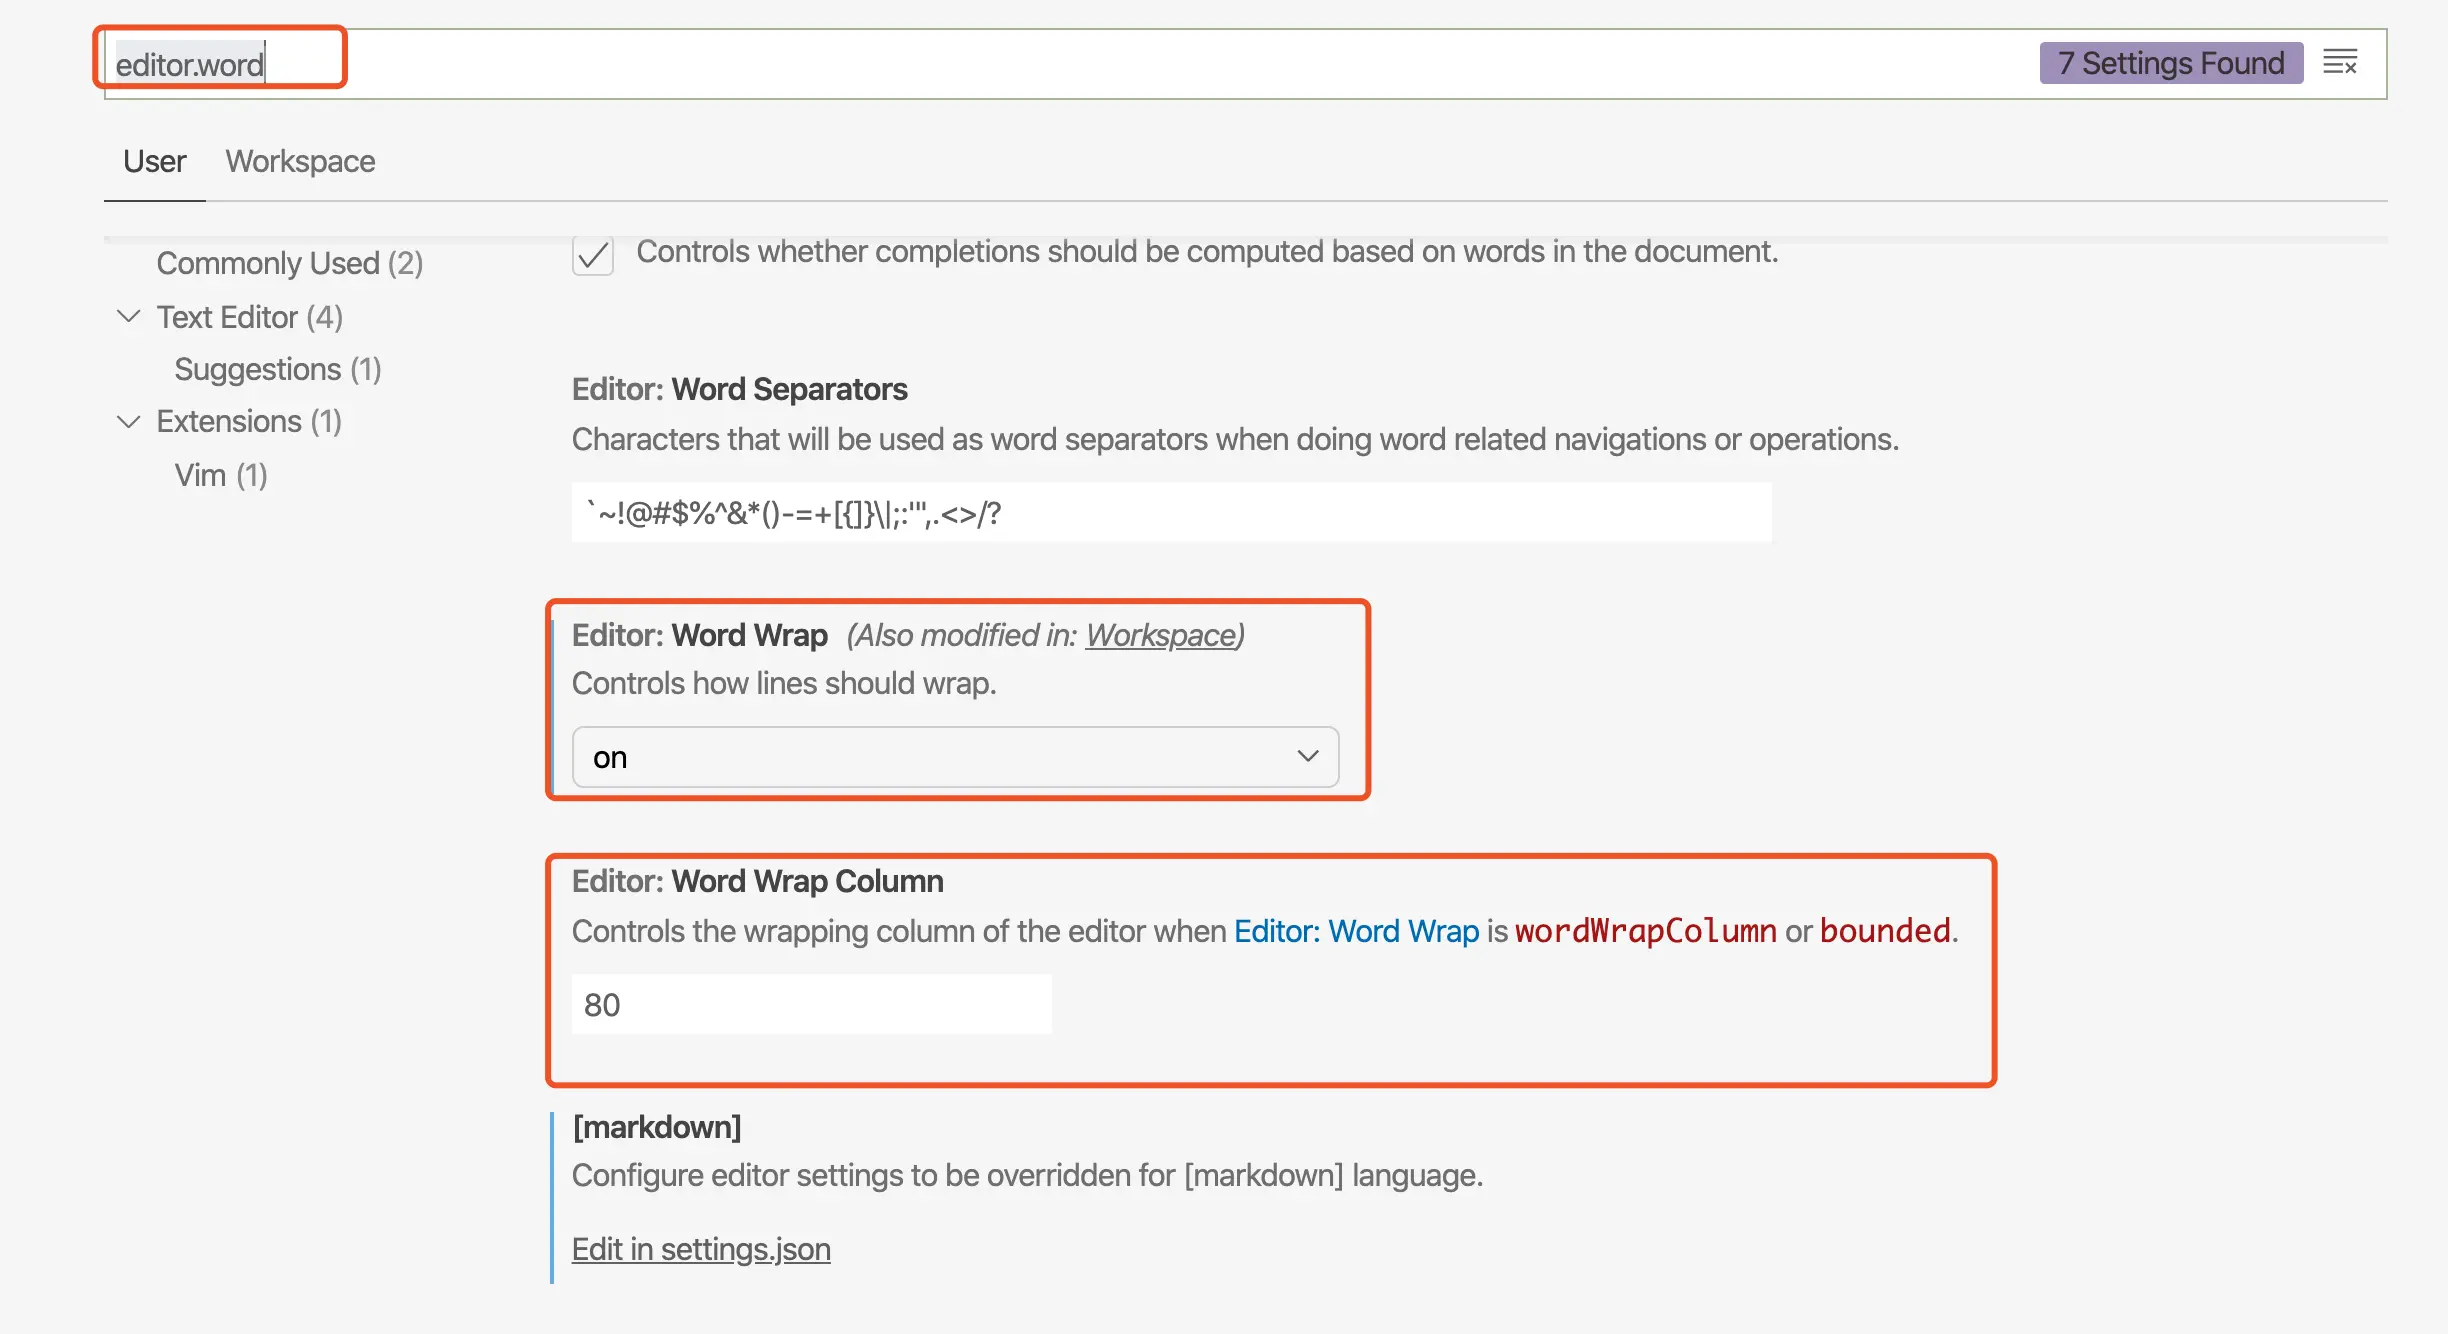 editor.word
7 Settings Found
User Workspace
Commonly Used (2)
Text Editor (4)
Suggestions (1)
Extensions (1)
Vim (1)
Controls whether completions should be computed based on words in the document.
Editor: Word Separators
Characters that will be used as word separators when doing word related navigations or operations.
`~!@#$%^&*()-=+[{]}\|;:'",.<>/?
Editor: Word Wrap (Also modified in: Workspace)
Controls how lines should wrap.
on
Editor: Word Wrap Column
Controls the wrapping column of the editor when Editor: Word Wrap is wordWrapColumn or bounded.
80
[markdown]
Configure editor settings to be overridden for [markdown] language.
Edit in settings.json